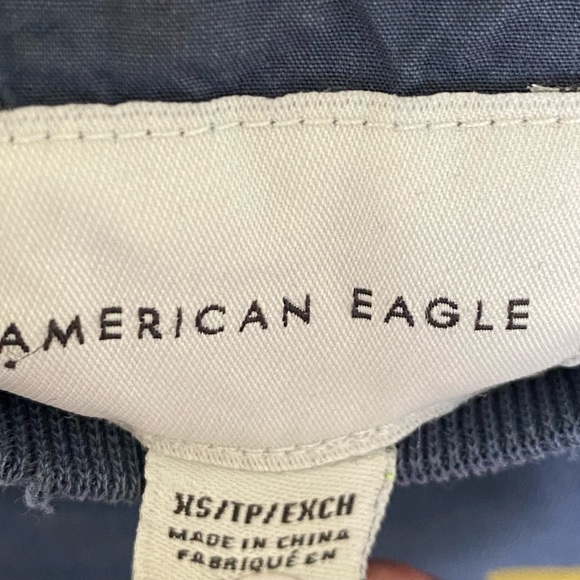 AMERICAN EAGLE
XS/TP/EXCH
MADE IN CHINA
FABRIQUÉ EN